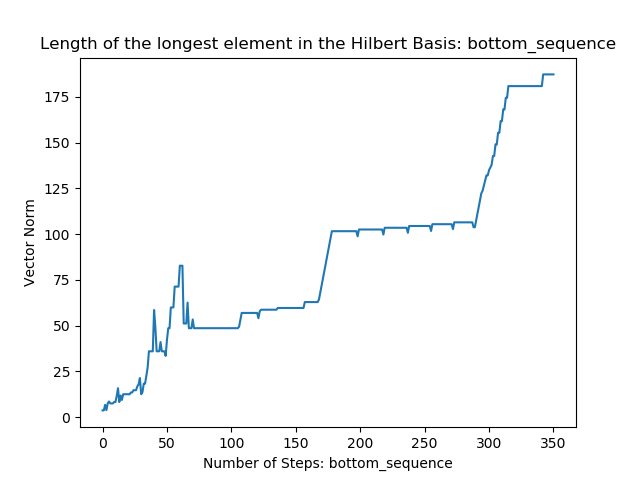 Length of the longest element in the Hilbert Basis: bottom_sequence
Vector Norm
175
150
125
100
75
50
25
0
0 50 100 150 200 250 300 350
Number of Steps: bottom_sequence